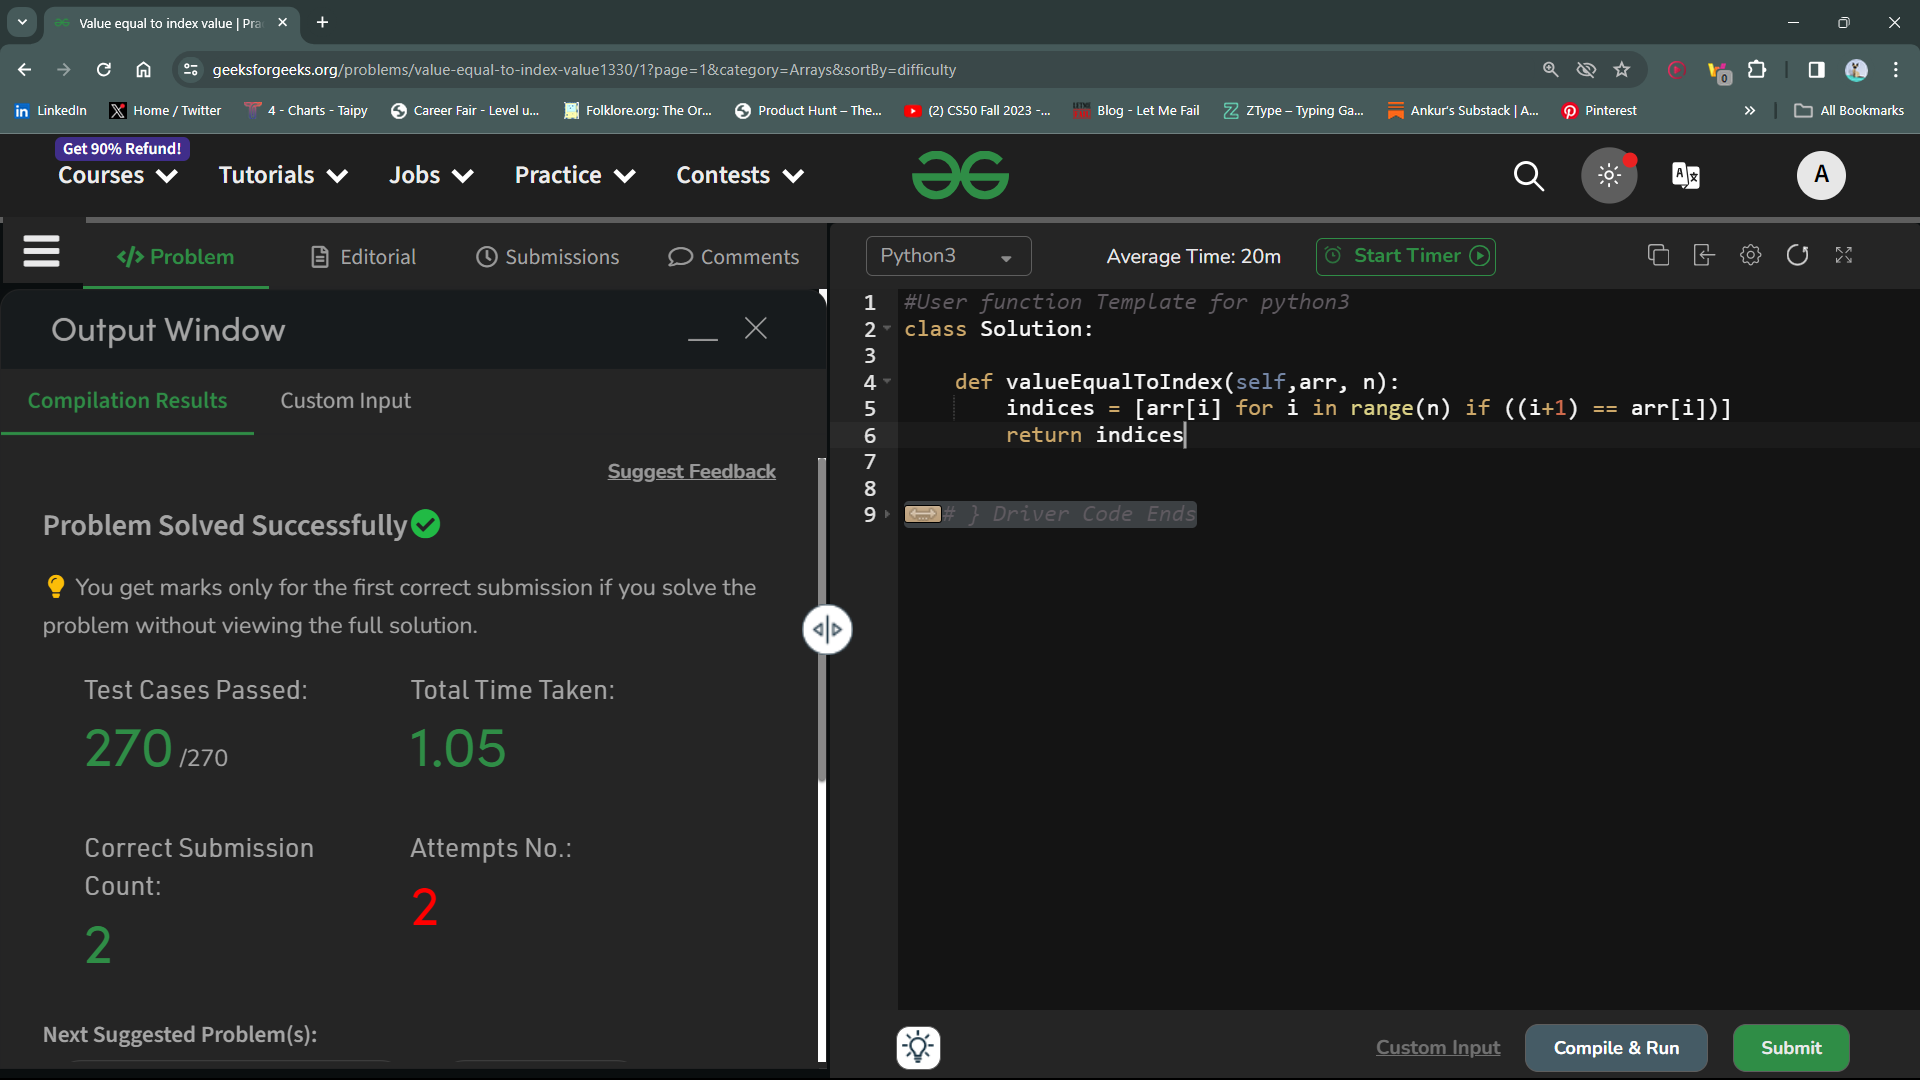 Value equal to index value | Pra
geeksforgeeks.org/problems/value-equal-to-index-value1330/1?page=1&category=Arrays&sortBy=difficulty
0
LinkedIn
Home / Twitter
4 - Charts - Taipy
Career Fair - Level u...
Folklore.org: The Or...
Product Hunt – The...
(2) CS50 Fall 2023 -...
Blog - Let Me Fail
ZType – Typing Ga...
Ankur's Substack | A...
Pinterest
»
All Bookmarks
Get 90% Refund!
Courses
Tutorials
Jobs
Practice
Contests
A
</> Problem
Editorial
Submissions
Comments
Output Window
Compilation Results
Custom Input
Suggest Feedback
Problem Solved Successfully
You get marks only for the first correct submission if you solve the
problem without viewing the full solution.
Test Cases Passed:
270 /270
Total Time Taken:
1.05
Correct Submission
Count:
2
Attempts No.:
2
Next Suggested Problem(s):
Python3
Average Time: 20m
Start Timer
1 #User function Template for python3
2 class Solution:
3
4 def valueEqualToIndex(self,arr, n):
5 indices = [arr[i] for i in range(n) if ((i+1) == arr[i])]
6 return indices
7
8
9 # } Driver Code Ends
Custom Input
Compile & Run
Submit